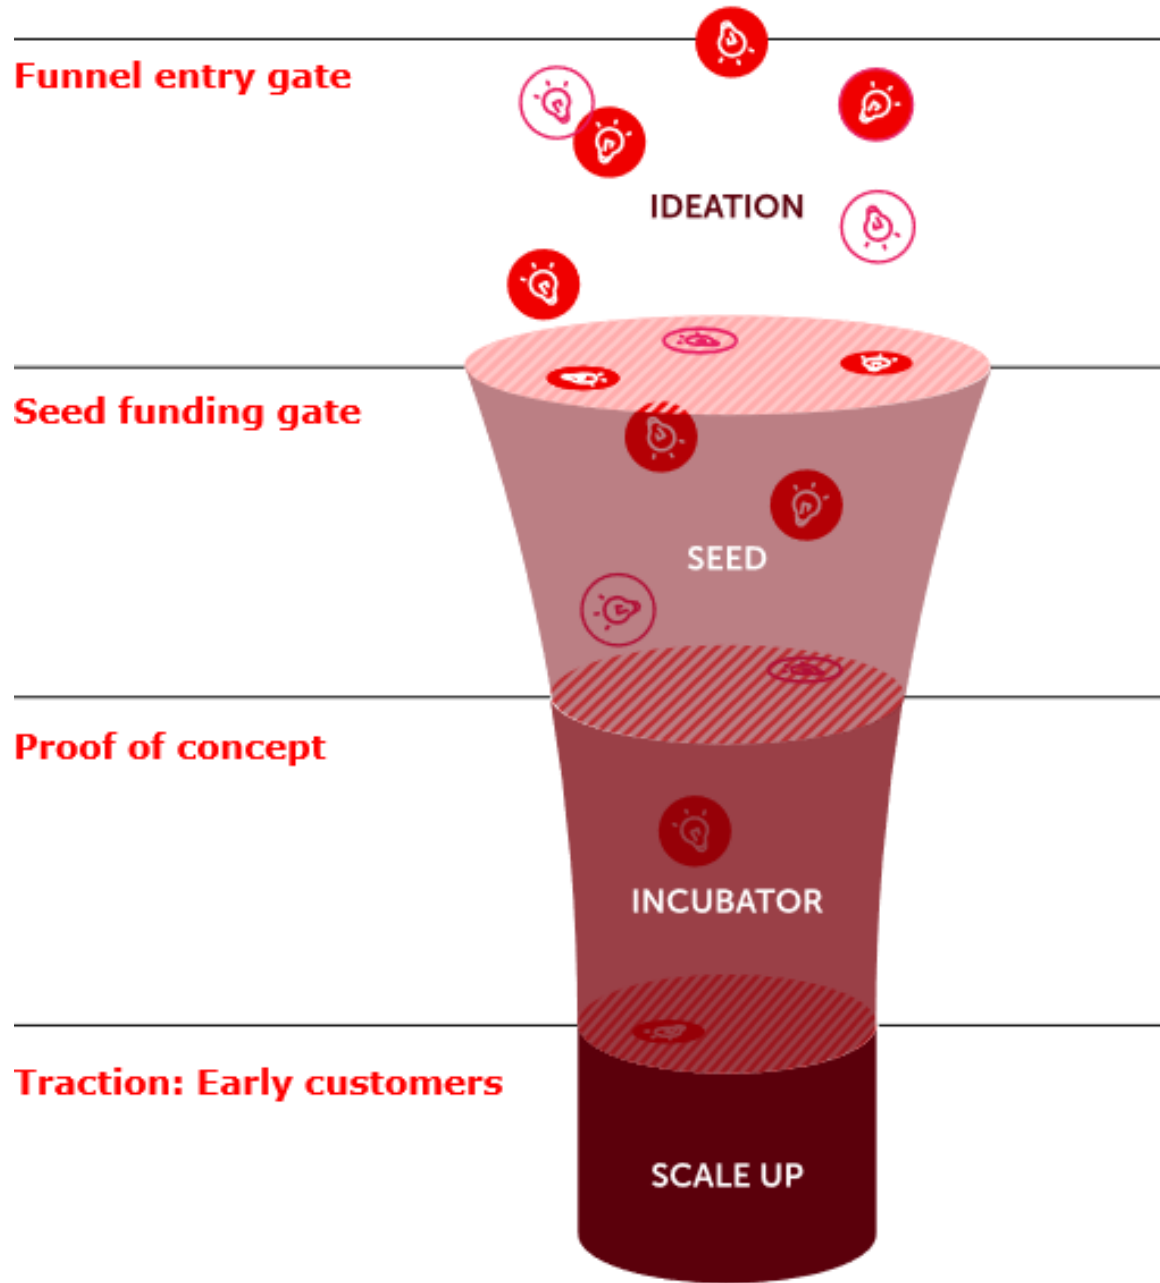 Funnel entry gate
IDEATION
Seed funding gate
SEED
Proof of concept
INCUBATOR
Traction: Early customers
SCALE UP